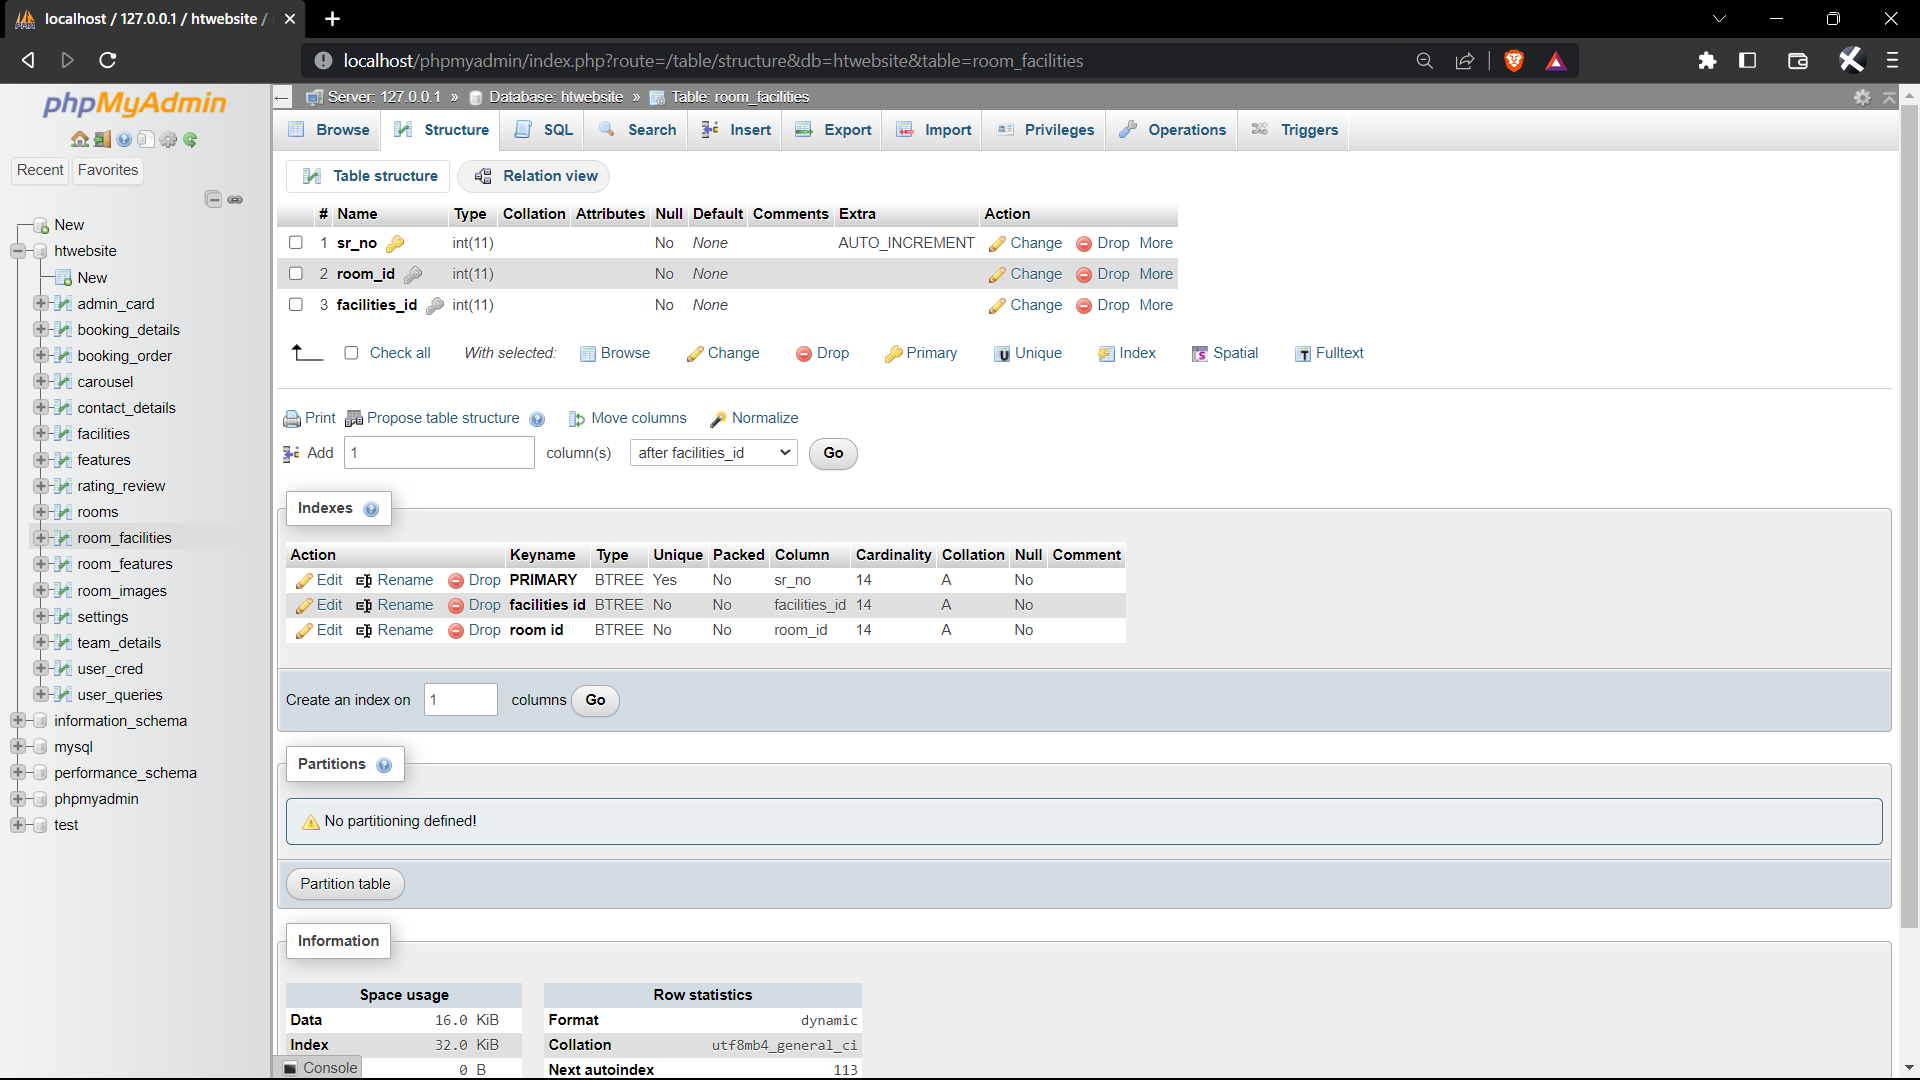 localhost / 127.0.0.1 / htwebsite /
localhost/phpmyadmin/index.php?route=/table/structure&db=htwebsite&table=room_facilities
phpMyAdmin
Recent Favorites
New
htwebsite
New
admin_card
booking_details
booking_order
carousel
contact_details
facilities
features
rating_review
rooms
room_facilities
room_features
room_images
settings
team_details
user_cred
user_queries
information_schema
mysql
performance_schema
phpmyadmin
test
Server: 127.0.0.1 » Database: htwebsite » Table: room_facilities
Browse Structure SQL Search Insert Export Import Privileges Operations Triggers
Table structure Relation view
# Name Type Collation Attributes Null Default Comments Extra Action
1 sr_no int(11) No None AUTO_INCREMENT Change Drop More
2 room_id int(11) No None Change Drop More
3 facilities_id int(11) No None Change Drop More
Check all With selected: Browse Change Drop Primary Unique Index Spatial Fulltext
Print Propose table structure Move columns Normalize
Add 1 column(s) after facilities_id Go
Indexes
Action Keyname Type Unique Packed Column Cardinality Collation Null Comment
Edit Rename Drop PRIMARY BTREE Yes No sr_no 14 A No
Edit Rename Drop facilities id BTREE No No facilities_id 14 A No
Edit Rename Drop room id BTREE No No room_id 14 A No
Create an index on 1 columns Go
Partitions
No partitioning defined!
Partition table
Information
Space usage
Data 16.0 KiB
Index 32.0 KiB
0 B
Row statistics
Format dynamic
Collation utf8mb4_general_ci
Next autoindex 113
Console